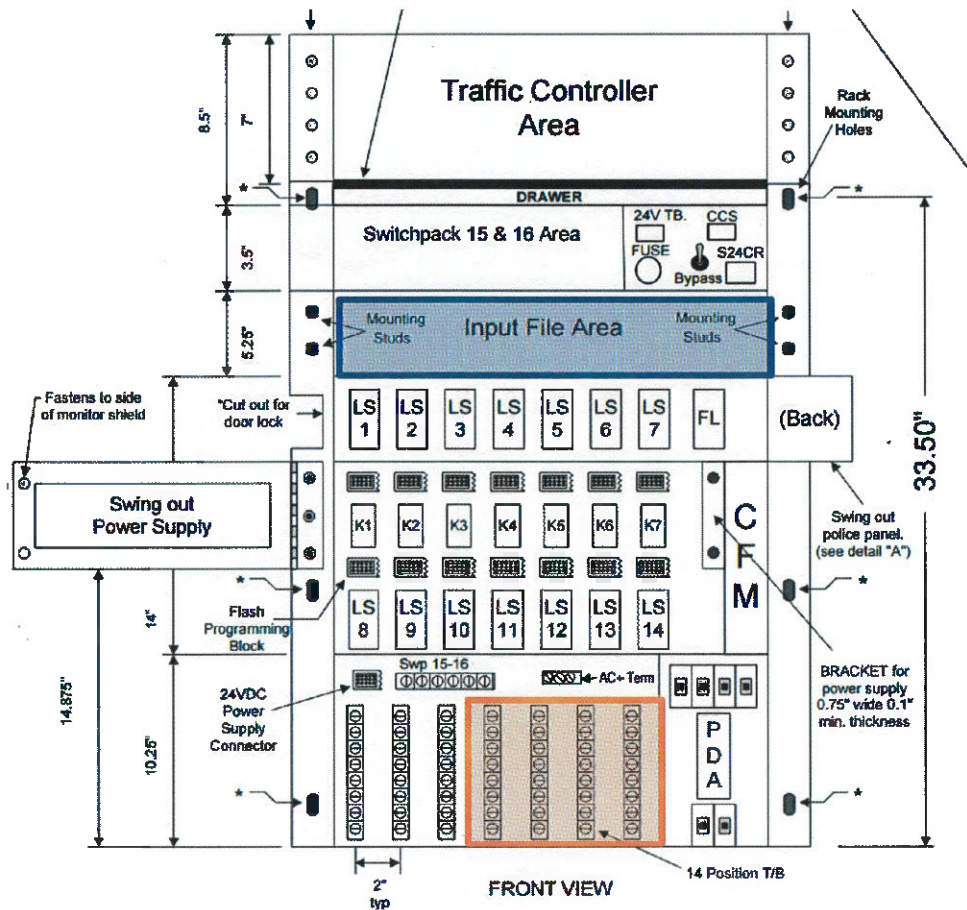 Traffic Controller
Area
8.5"
7"
Rack
Mounting
Holes
*
*
DRAWER
3.5"
Switchpack 15 & 16 Area
24V TB.
CCS
FUSE
S24CR
Bypass
5.25"
Mounting
Studs
Input File Area
Mounting
Studs
Fastens to side
of monitor shield
*Cut out for
door lock
LS
1
LS
2
LS
3
LS
4
LS
5
LS
6
LS
7
FL
(Back)
33.50"
Swing out
Power Supply
K1
K2
K3
K4
K5
K6
K7
C
F
M
Swing out
police panel.
(see detail "A")
*
*
14"
Flash
Programming
Block
LS
8
LS
9
LS
10
LS
11
LS
12
LS
13
LS
14
BRACKET for
power supply
0.75" wide 0.1"
min. thickness
14.875"
10.25"
24VDC
Power
Supply
Connector
Swp 15-16
AC+ Term
P
D
A
*
*
2"
typ
14 Position T/B
FRONT VIEW